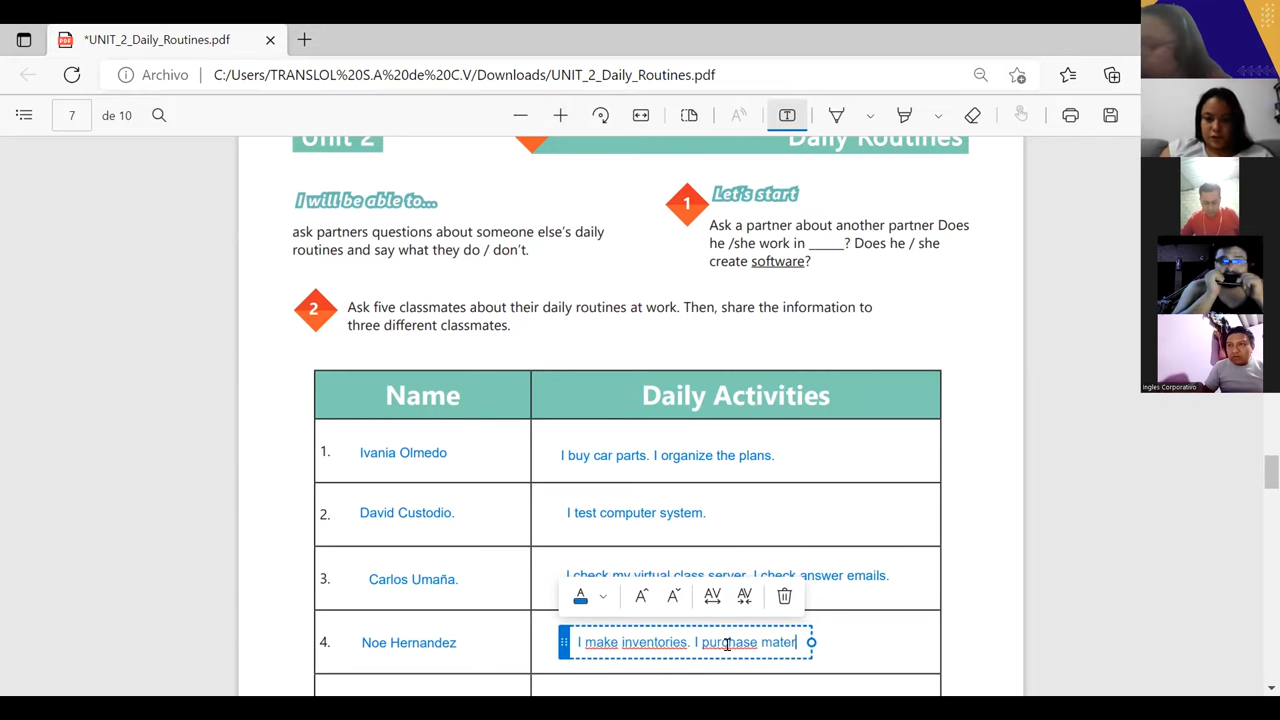 *UNIT_2_Daily_Routines.pdf
Archivo
C:/Users/TRANSLOL%20S.A%20de%20C.V/Downloads/UNIT_2_Daily_Routines.pdf
7
de 10
Unit 2
Daily Routines
I will be able to...
ask partners questions about someone else's daily
routines and say what they do / don't.
1
Let's start
Ask a partner about another partner Does
he /she work in _____? Does he / she
create software?
2
Ask five classmates about their daily routines at work. Then, share the information to
three different classmates.
Name
Daily Activities
1.
Ivania Olmedo
I buy car parts. I organize the plans.
2.
David Custodio.
I test computer system.
3.
Carlos Umaña.
I check my virtual class server. I check answer emails.
4.
Noe Hernandez
I make inventories. I purchase mater
Ingles Corporativo